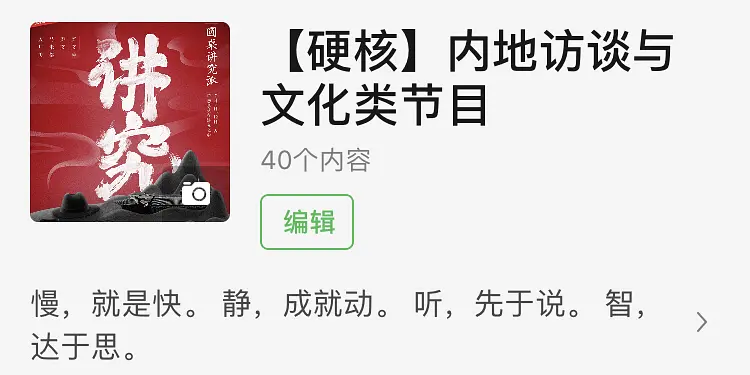 圆桌讲究派
讲究
【硬核】内地访谈与
文化类节目
40个内容
编辑
慢，就是快。 静，成就动。 听，先于说。 智，
达于思。